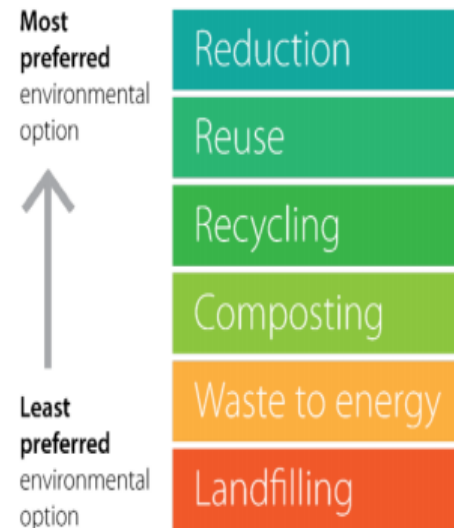 Most
preferred
environmental
option
Reduction
Reuse
Recycling
Composting
Waste to energy
Landfilling
Least
preferred
environmental
option